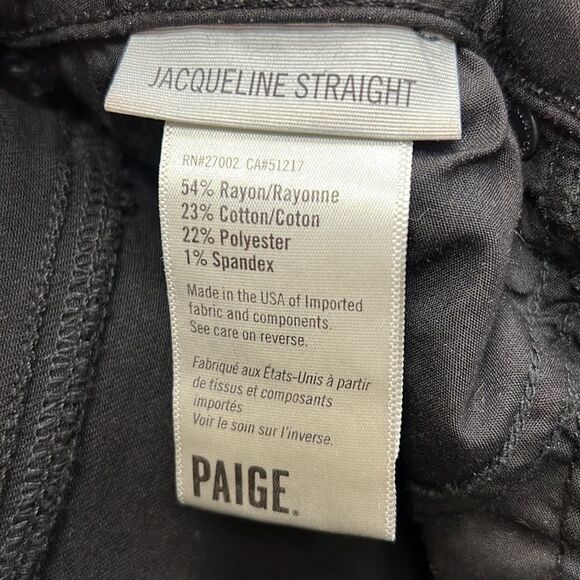 JACQUELINE STRAIGHT
RN#27002 CA#51217
54% Rayon/Rayonne
23% Cotton/Coton
22% Polyester
1% Spandex
Made in the USA of Imported
fabric and components.
See care on reverse.
Fabriqué aux États-Unis à partir
de tissus et composants
importés
Voir le soin sur l'inverse.
PAIGE.